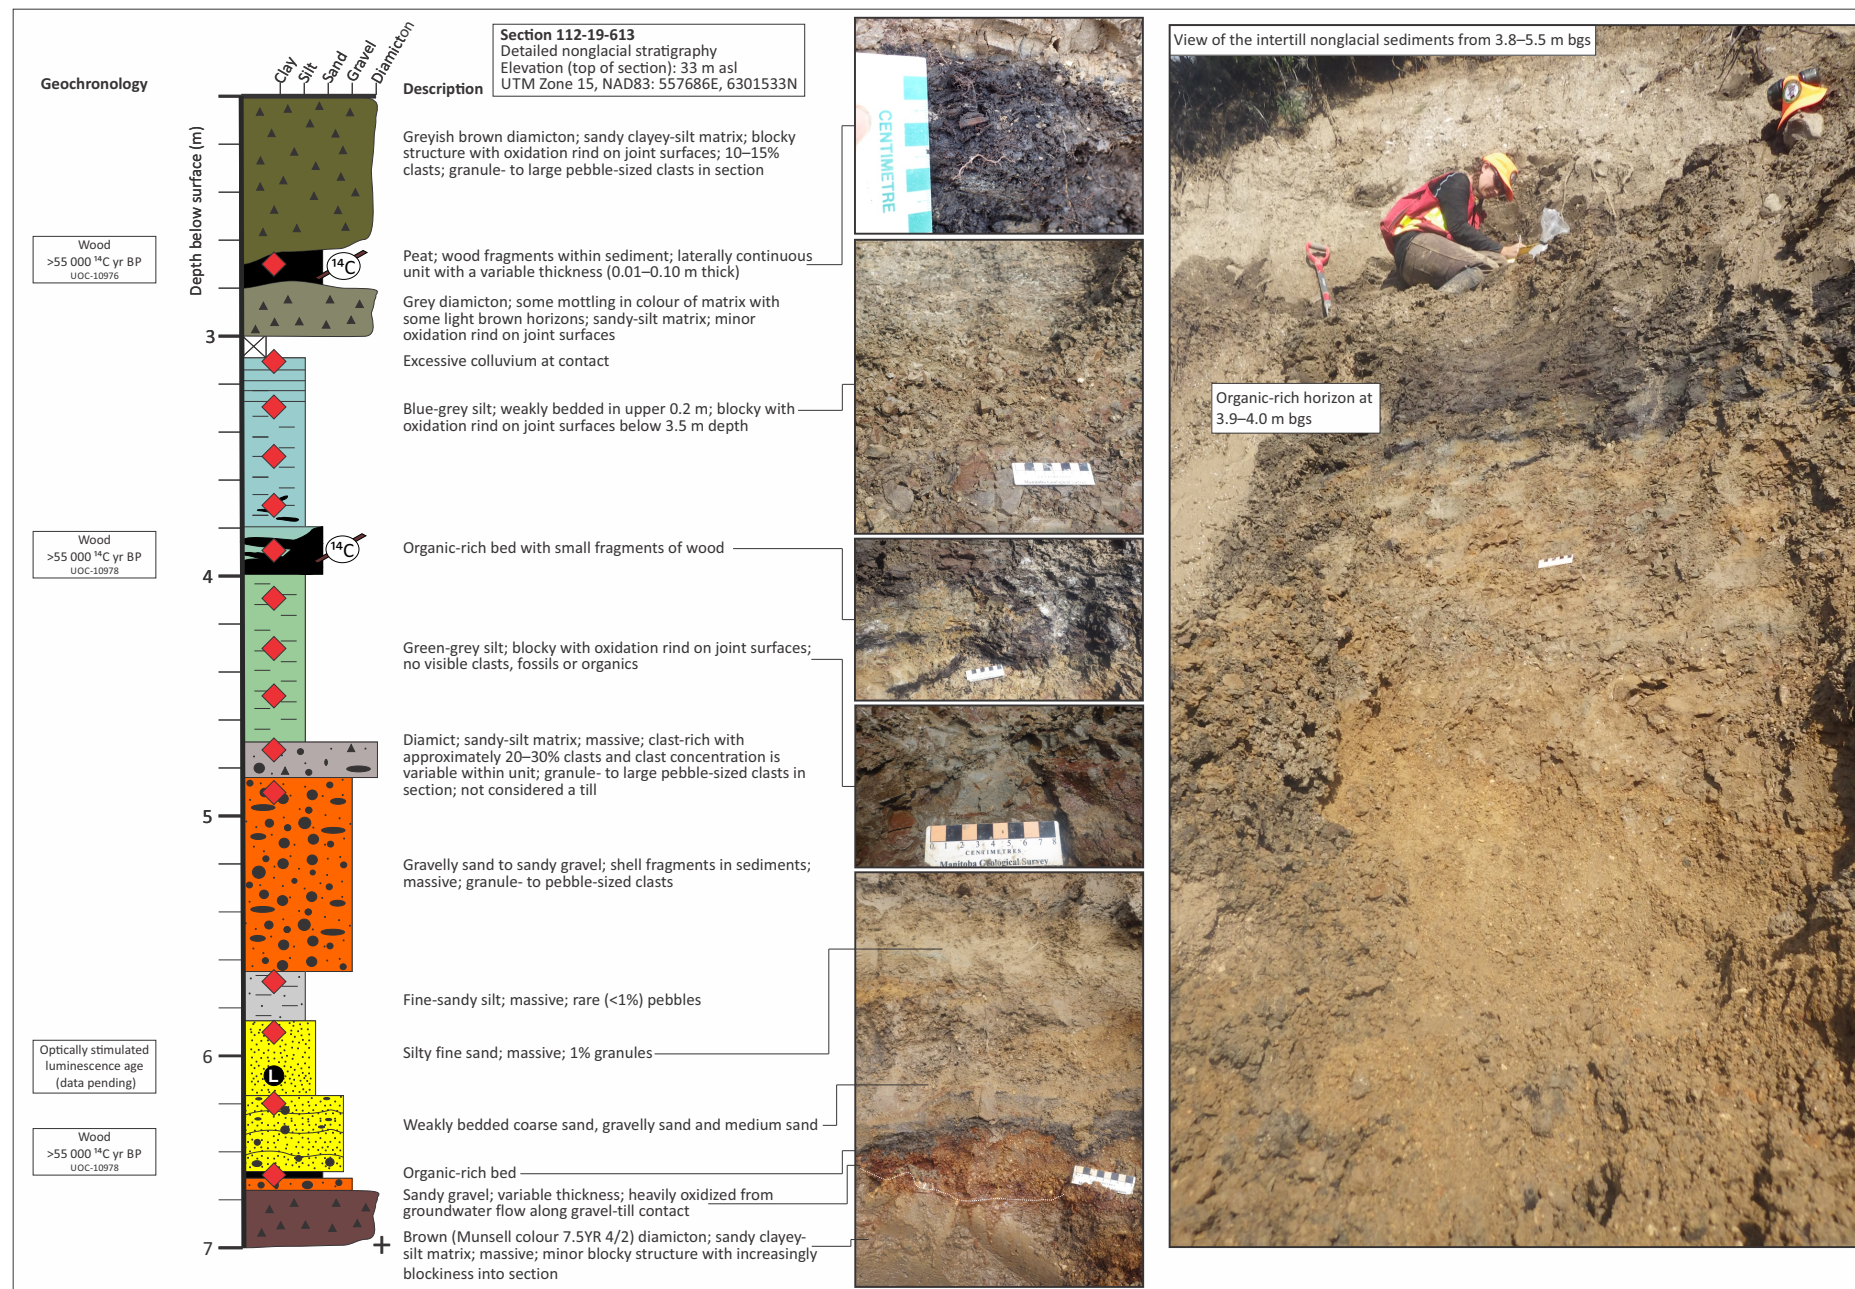 Section 112-19-613
Detailed nonglacial stratigraphy
Elevation (top of section): 33 m asl
UTM Zone 15, NAD83: 557686E, 6301533N
Geochronology
Clay
Silt
Sand
Gravel
Diamicton
Description
Depth below surface (m)
Greyish brown diamicton; sandy clayey-silt matrix; blocky
structure with oxidation rind on joint surfaces; 10–15%
clasts; granule- to large pebble-sized clasts in section
Wood
>55 000 ¹⁴C yr BP
UOC-10976
¹⁴C
Peat; wood fragments within sediment; laterally continuous
unit with a variable thickness (0.01–0.10 m thick)
Grey diamicton; some mottling in colour of matrix with
some light brown horizons; sandy-silt matrix; minor
oxidation rind on joint surfaces
3
Excessive colluvium at contact
Blue-grey silt; weakly bedded in upper 0.2 m; blocky with
oxidation rind on joint surfaces below 3.5 m depth
Wood
>55 000 ¹⁴C yr BP
UOC-10978
¹⁴C
Organic-rich bed with small fragments of wood
4
Green-grey silt; blocky with oxidation rind on joint surfaces;
no visible clasts, fossils or organics
Diamict; sandy-silt matrix; massive; clast-rich with
approximately 20–30% clasts and clast concentration is
variable within unit; granule- to large pebble-sized clasts in
section; not considered a till
5
Gravelly sand to sandy gravel; shell fragments in sediments;
massive; granule- to pebble-sized clasts
Fine-sandy silt; massive; rare (<1%) pebbles
Optically stimulated
luminescence age
(data pending)
6
L
Silty fine sand; massive; 1% granules
Weakly bedded coarse sand, gravelly sand and medium sand
Wood
>55 000 ¹⁴C yr BP
UOC-10978
Organic-rich bed
Sandy gravel; variable thickness; heavily oxidized from
groundwater flow along gravel-till contact
7
+
Brown (Munsell colour 7.5YR 4/2) diamicton; sandy clayey-
silt matrix; massive; minor blocky structure with increasingly
blockiness into section
CENTIMETRE
0 1 2 3 4 5 6 7 8
CENTIMETRES
Manitoba Geological Survey
View of the intertill nonglacial sediments from 3.8–5.5 m bgs
Organic-rich horizon at
3.9–4.0 m bgs